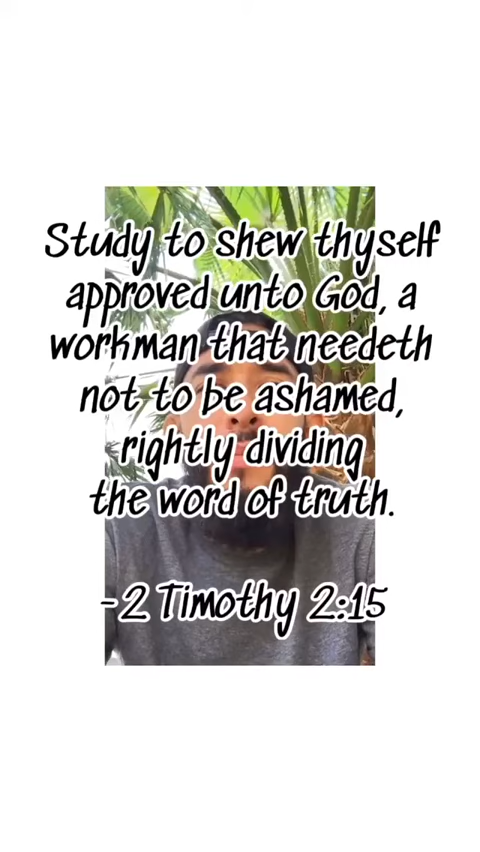 Study to shew thyself
approved unto God, a
workman that needeth
not to be ashamed,
rightly dividing
the word of truth.
-2 Timothy 2:15